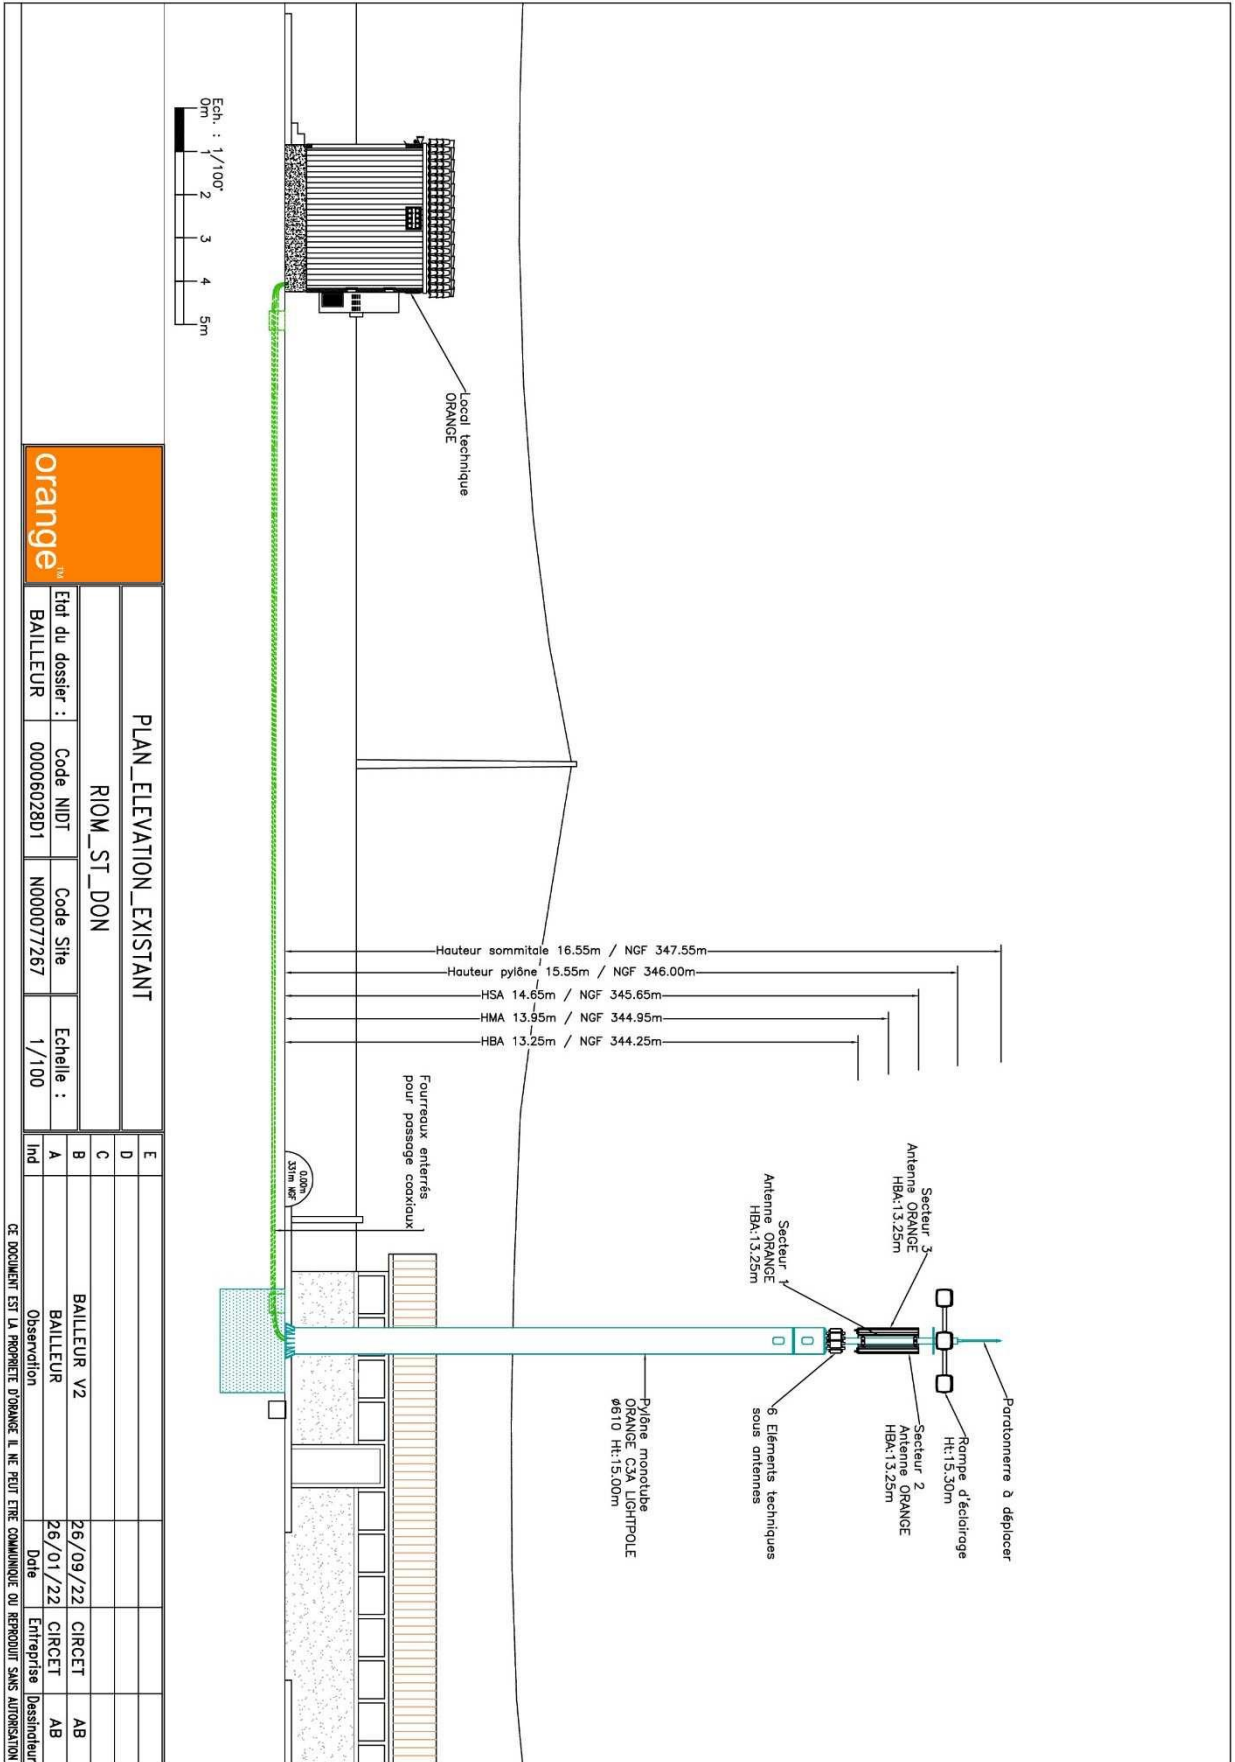 Paratonnerre à déplacer
Rampe d'éclairage
Ht:15.30m
Secteur 3
Antenne ORANGE
HBA:13.25m
Secteur 2
Antenne ORANGE
HBA:13.25m
Secteur 1
Antenne ORANGE
HBA:13.25m
6 Eléments techniques
sous antennes
Pylône monotube
ORANGE C3A LIGHTPOLE
ø610 Ht:15.00m
Hauteur sommitale 16.55m / NGF 347.55m
Hauteur pylône 15.55m / NGF 346.00m
HSA 14.65m / NGF 345.65m
HMA 13.95m / NGF 344.95m
HBA 13.25m / NGF 344.25m
Local technique
ORANGE
Fourreaux enterrés
pour passage coaxiaux
0.00m
331m NGF
Ech. : 1/100°
0m 1 2 3 4 5m
orange™
PLAN_ELEVATION_EXISTANT
RIOM_ST_DON
Etat du dossier : Code NIDT Code Site Echelle :
BAILLEUR 00006028D1 N000077267 1/100
E
D
C
B BAILLEUR V2 26/09/22 CIRCET AB
A BAILLEUR 26/01/22 CIRCET AB
Ind Observation Date Entreprise Dessinateur
CE DOCUMENT EST LA PROPRIETE D'ORANGE IL NE PEUT ETRE COMMUNIQUE OU REPRODUIT SANS AUTORISATION